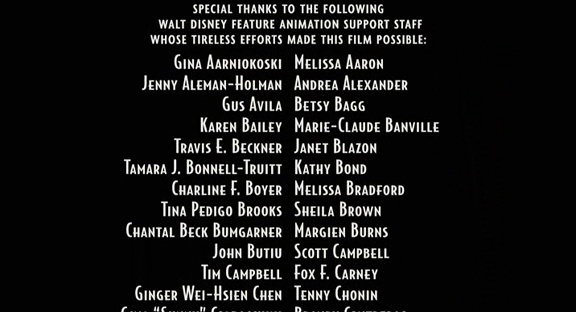 SPECIAL THANKS TO THE FOLLOWING
WALT DISNEY FEATURE ANIMATION SUPPORT STAFF
WHOSE TIRELESS EFFORTS MADE THIS FILM POSSIBLE:
GINA AARNIOKOSKI MELISSA AARON
JENNY ALEMAN-HOLMAN ANDREA ALEXANDER
GUS AVILA BETSY BAGG
KAREN BAILEY MARIE-CLAUDE BANVILLE
TRAVIS E. BECKNER JANET BLAZON
TAMARA J. BONNELL-TRUITT KATHY BOND
CHARLINE F. BOYER MELISSA BRADFORD
TINA PEDIGO BROOKS SHEILA BROWN
CHANTAL BECK BUMGARNER MARGIEN BURNS
JOHN BUTIU SCOTT CAMPBELL
TIM CAMPBELL FOX F. CARNEY
GINGER WEI-HSIEN CHEN TENNY CHONIN